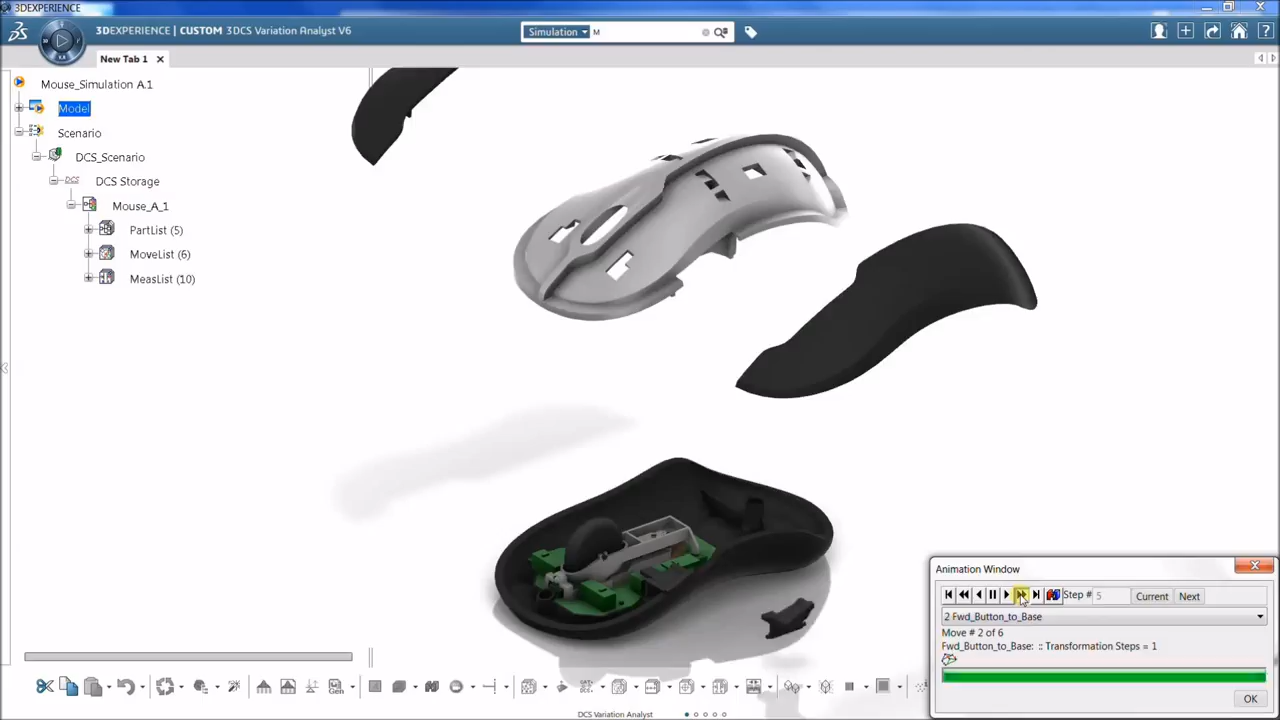 3DEXPERIENCE
3DEXPERIENCE | CUSTOM 3DCS Variation Analyst V6
Simulation
M
New Tab 1
Mouse_Simulation A.1
Model
Scenario
DCS_Scenario
DCS Storage
Mouse_A_1
PartList (5)
MoveList (6)
MeasList (10)
Animation Window
Step # 5 Current Next
2 Fwd_Button_to_Base
Move # 2 of 6
Fwd_Button_to_Base: :: Transformation Steps = 1
OK
DCS Variation Analyst